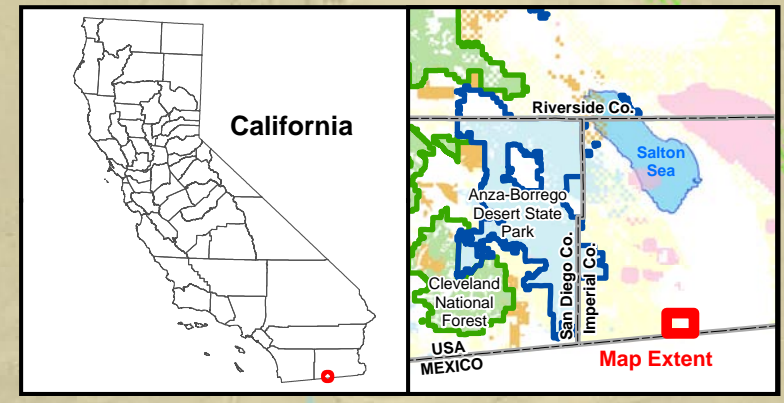 California
Riverside Co.
Salton
Sea
Anza-Borrego
Desert State
Park
San Diego Co.
Imperial Co.
Cleveland
National
Forest
USA
MEXICO
Map Extent